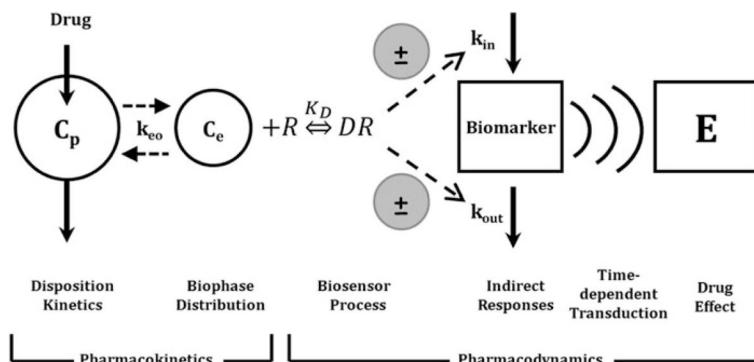 Drug
C_p
k_eo
C_e
+R ⇔ DR
K_D
±
±
k_in
k_out
Biomarker
E
Disposition
Kinetics
Biophase
Distribution
Biosensor
Process
Indirect
Responses
Time-
dependent
Transduction
Drug
Effect
Pharmacokinetics
Pharmacodynamics